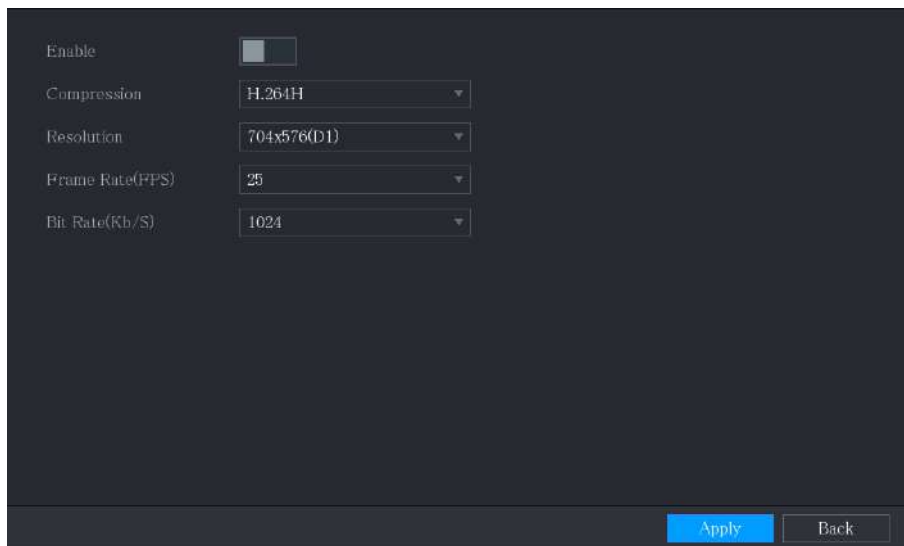 Enable
Compression H.264H
Resolution 704x576(D1)
Frame Rate(FPS) 25
Bit Rate(Kb/S) 1024
Apply Back